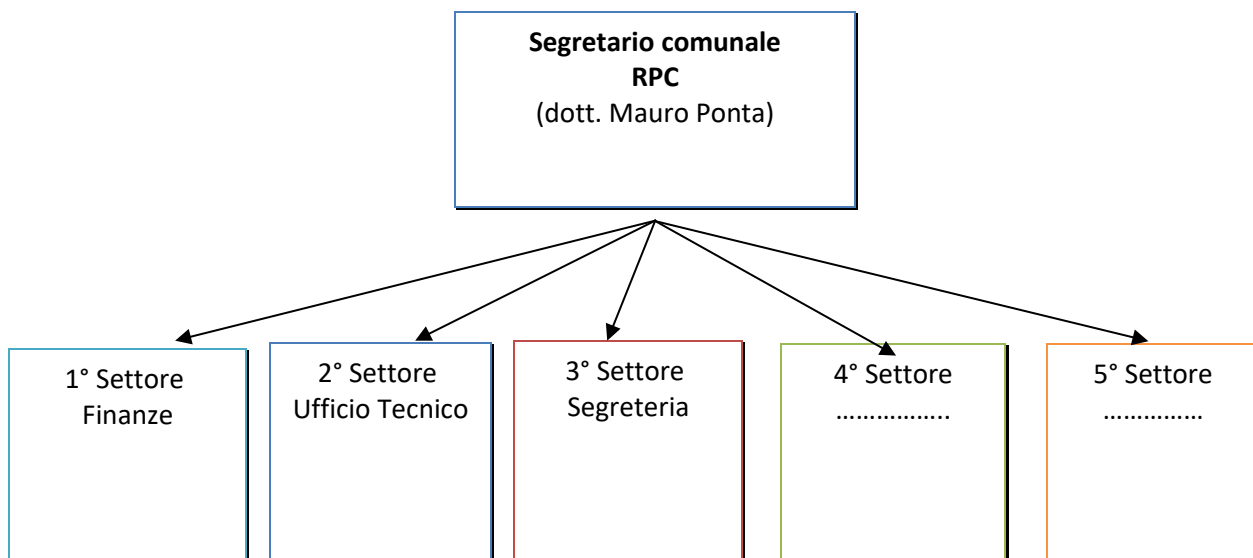 Segretario comunale
RPC
(dott. Mauro Ponta)
1° Settore
Finanze
2° Settore
Ufficio Tecnico
3° Settore
Segreteria
4° Settore
……………..
5° Settore
……………